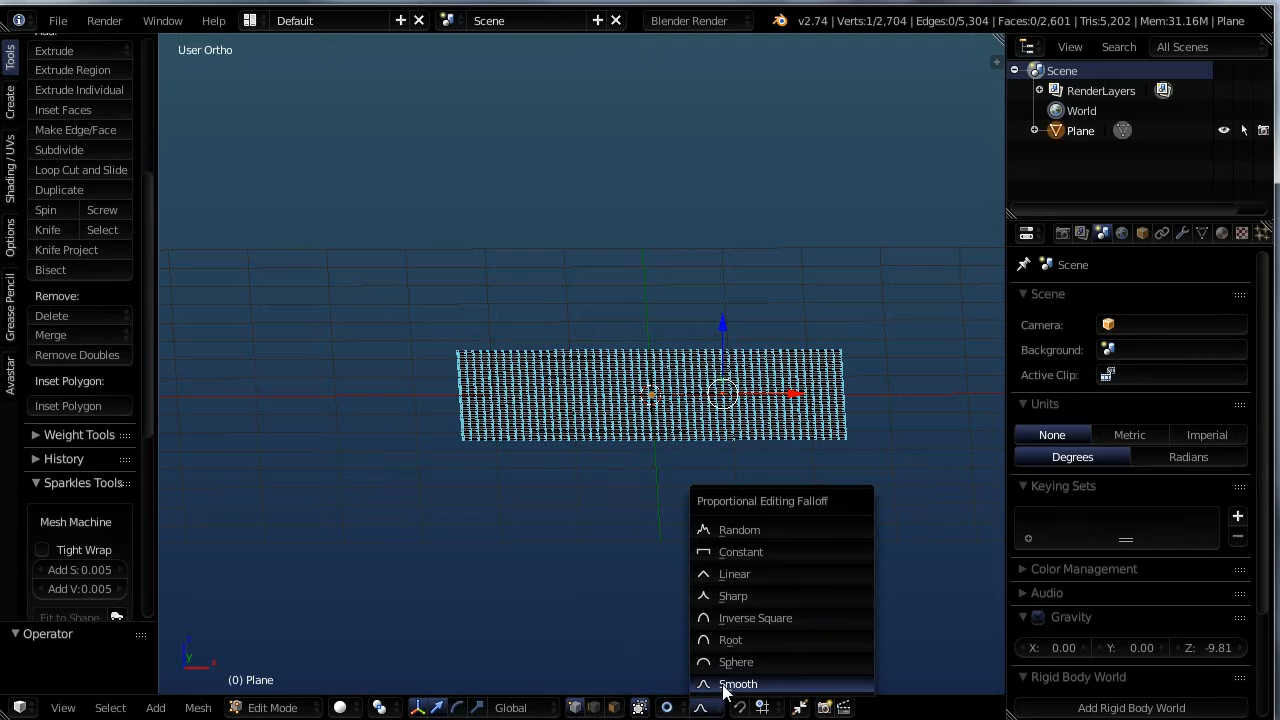 File Render Window Help Default Scene Blender Render v2.74 | Verts:1/2,704 | Edges:0/5,304 | Faces:0/2,601 | Tris:5,202 | Mem:31.16M | Plane
User Ortho
Tools
Create
Shading / UVs
Options
Grease Pencil
Avastar
Add:
Extrude
Extrude Region
Extrude Individual
Inset Faces
Make Edge/Face
Subdivide
Loop Cut and Slide
Duplicate
Spin Screw
Knife Select
Knife Project
Bisect
Remove:
Delete
Merge
Remove Doubles
Inset Polygon:
Inset Polygon
Weight Tools
History
Sparkles Tools
Mesh Machine
Tight Wrap
Add S: 0.005
Add V: 0.005
Fit to Shape
Operator
z
y
x
(0) Plane
Proportional Editing Falloff
Random
Constant
Linear
Sharp
Inverse Square
Root
Sphere
Smooth
View Select Add Mesh Edit Mode Global
View Search All Scenes
Scene
RenderLayers
World
Plane
Scene
Scene
Camera:
Background:
Active Clip:
Units
None Metric Imperial
Degrees Radians
Keying Sets
Color Management
Audio
Gravity
X: 0.00 Y: 0.00 Z: -9.81
Rigid Body World
Add Rigid Body World